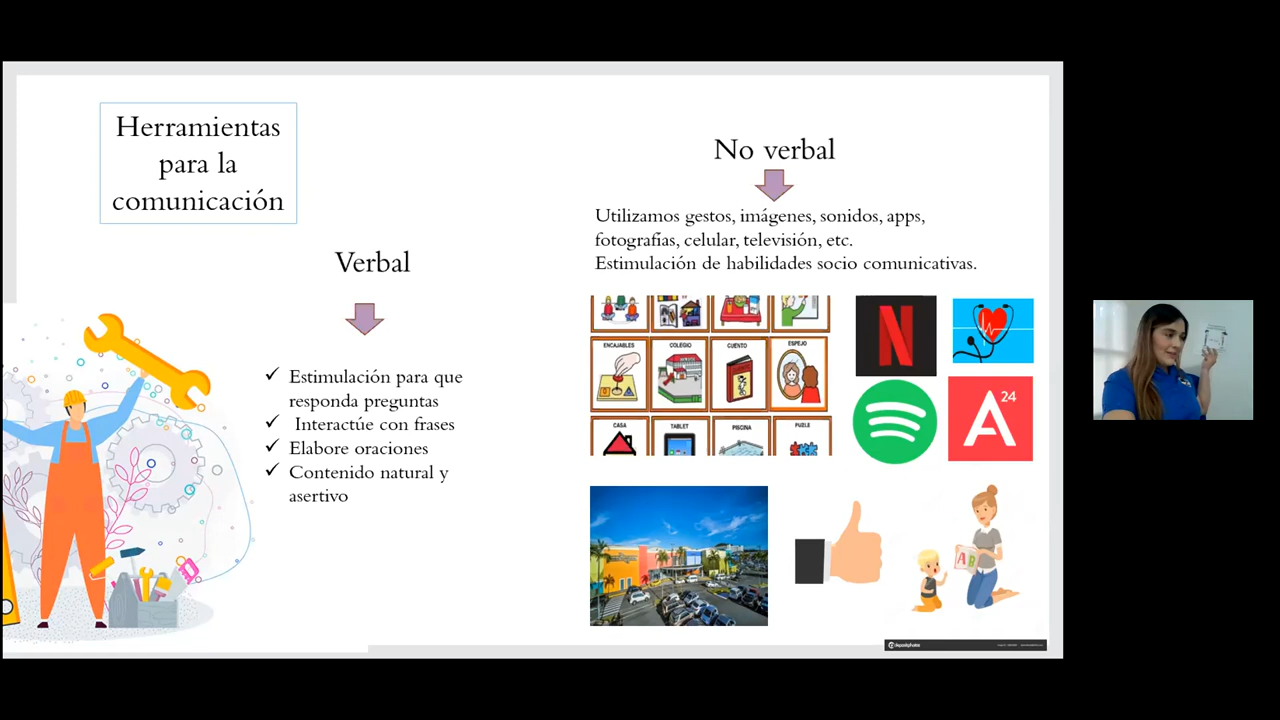 Herramientas
para la
comunicación
Verbal
✓ Estimulación para que
responda preguntas
✓ Interactúe con frases
✓ Elabore oraciones
✓ Contenido natural y
asertivo
No verbal
Utilizamos gestos, imágenes, sonidos, apps,
fotografías, celular, televisión, etc.
Estimulación de habilidades socio comunicativas.
ENCAJABLES COLEGIO CUENTO ESPEJO
CASA TABLET PISCINA PUZLE
N
A24
A B
depositphotos